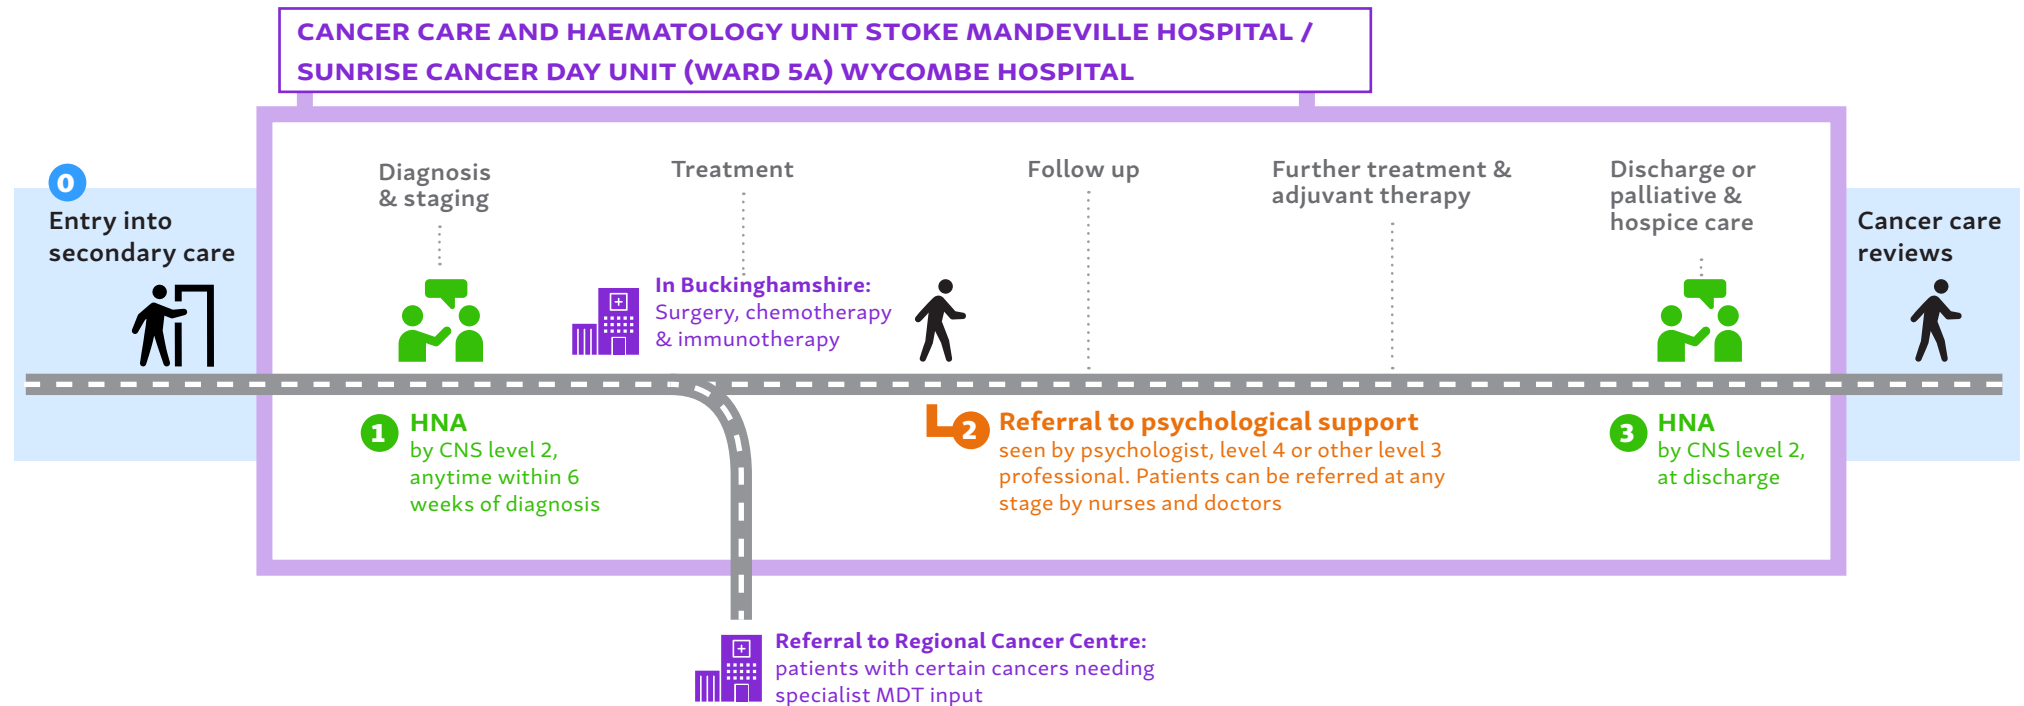 CANCER CARE AND HAEMATOLOGY UNIT STOKE MANDEVILLE HOSPITAL /
SUNRISE CANCER DAY UNIT (WARD 5A) WYCOMBE HOSPITAL
0
Entry into
secondary care
Diagnosis
& staging
Treatment
Follow up
Further treatment &
adjuvant therapy
Discharge or
palliative &
hospice care
Cancer care
reviews
In Buckinghamshire:
Surgery, chemotherapy
& immunotherapy
1
HNA
by CNS level 2,
anytime within 6
weeks of diagnosis
2
Referral to psychological support
seen by psychologist, level 4 or other level 3
professional. Patients can be referred at any
stage by nurses and doctors
3
HNA
by CNS level 2,
at discharge
Referral to Regional Cancer Centre:
patients with certain cancers needing
specialist MDT input